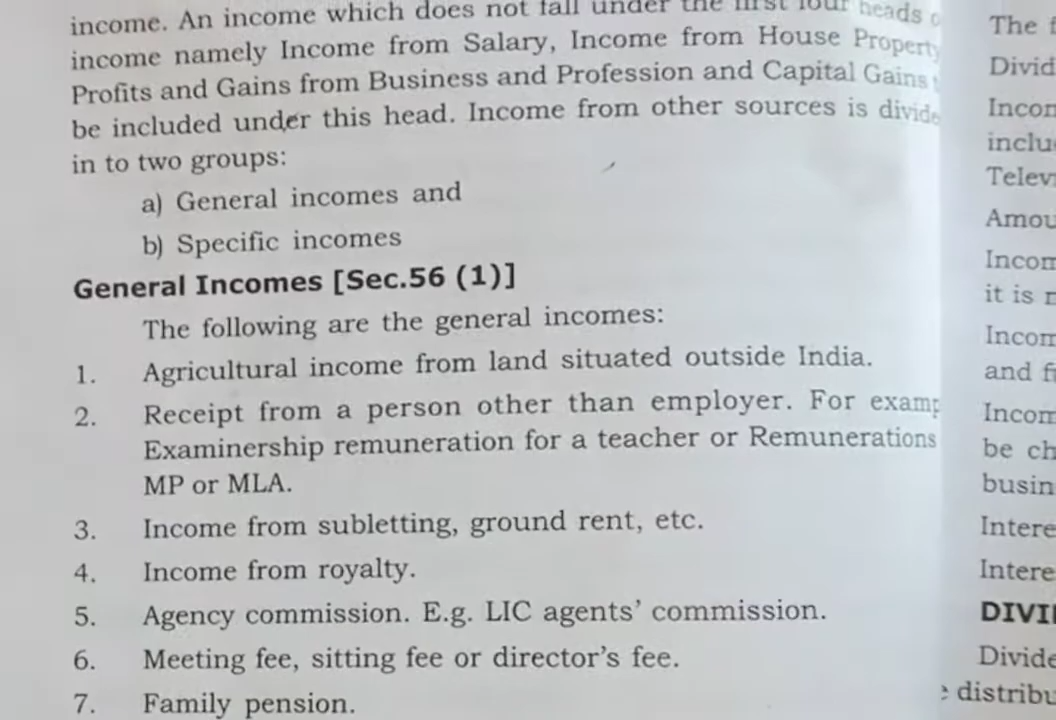 income. An income which does not fall under the first four heads
income namely Income from Salary, Income from House Property
Profits and Gains from Business and Profession and Capital Gains
be included under this head. Income from other sources is divide
in to two groups:
a) General incomes and
b) Specific incomes
General Incomes [Sec.56 (1)]
The following are the general incomes:
1. Agricultural income from land situated outside India.
2. Receipt from a person other than employer. For examp
Examinership remuneration for a teacher or Remunerations
MP or MLA.
3. Income from subletting, ground rent, etc.
4. Income from royalty.
5. Agency commission. E.g. LIC agents' commission.
6. Meeting fee, sitting fee or director's fee.
7. Family pension.
The
Divid
Incom
inclu
Telev
Amou
Incom
it is
Incom
and
Incom
be ch
busin
Intere
Intere
DIVI
Divide
distribu